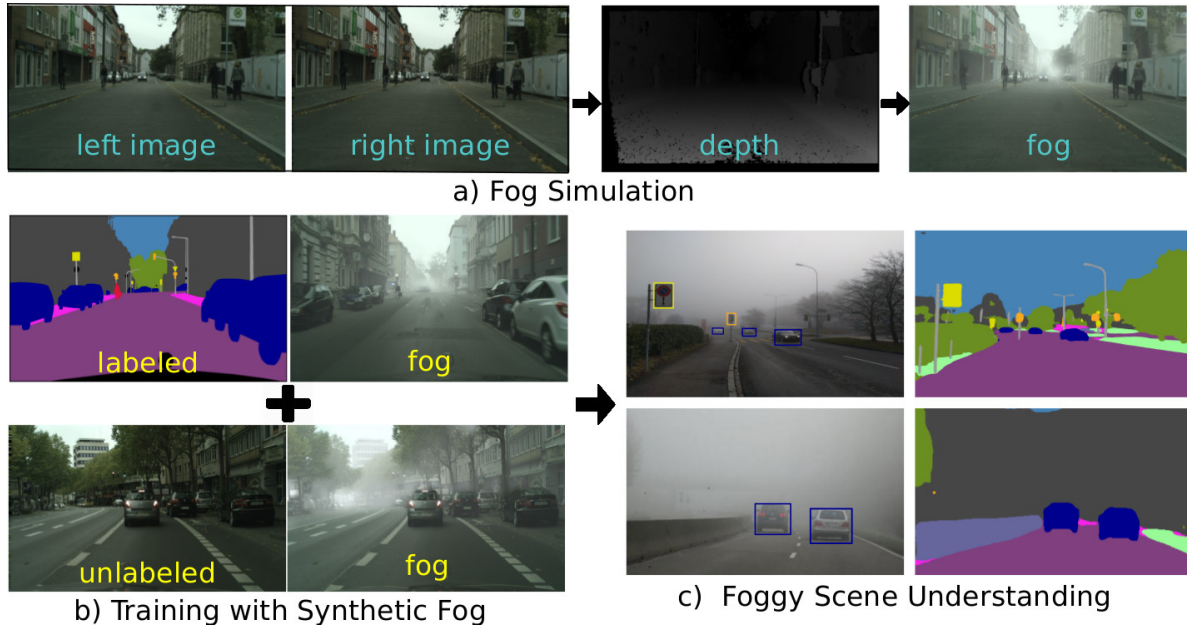 left image
right image
depth
fog
a) Fog Simulation
labeled
fog
unlabeled
fog
b) Training with Synthetic Fog
c) Foggy Scene Understanding